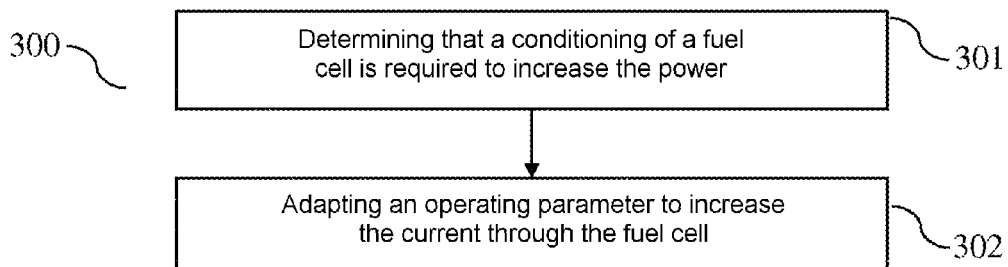 300
Determining that a conditioning of a fuel
cell is required to increase the power
301
Adapting an operating parameter to increase
the current through the fuel cell
302